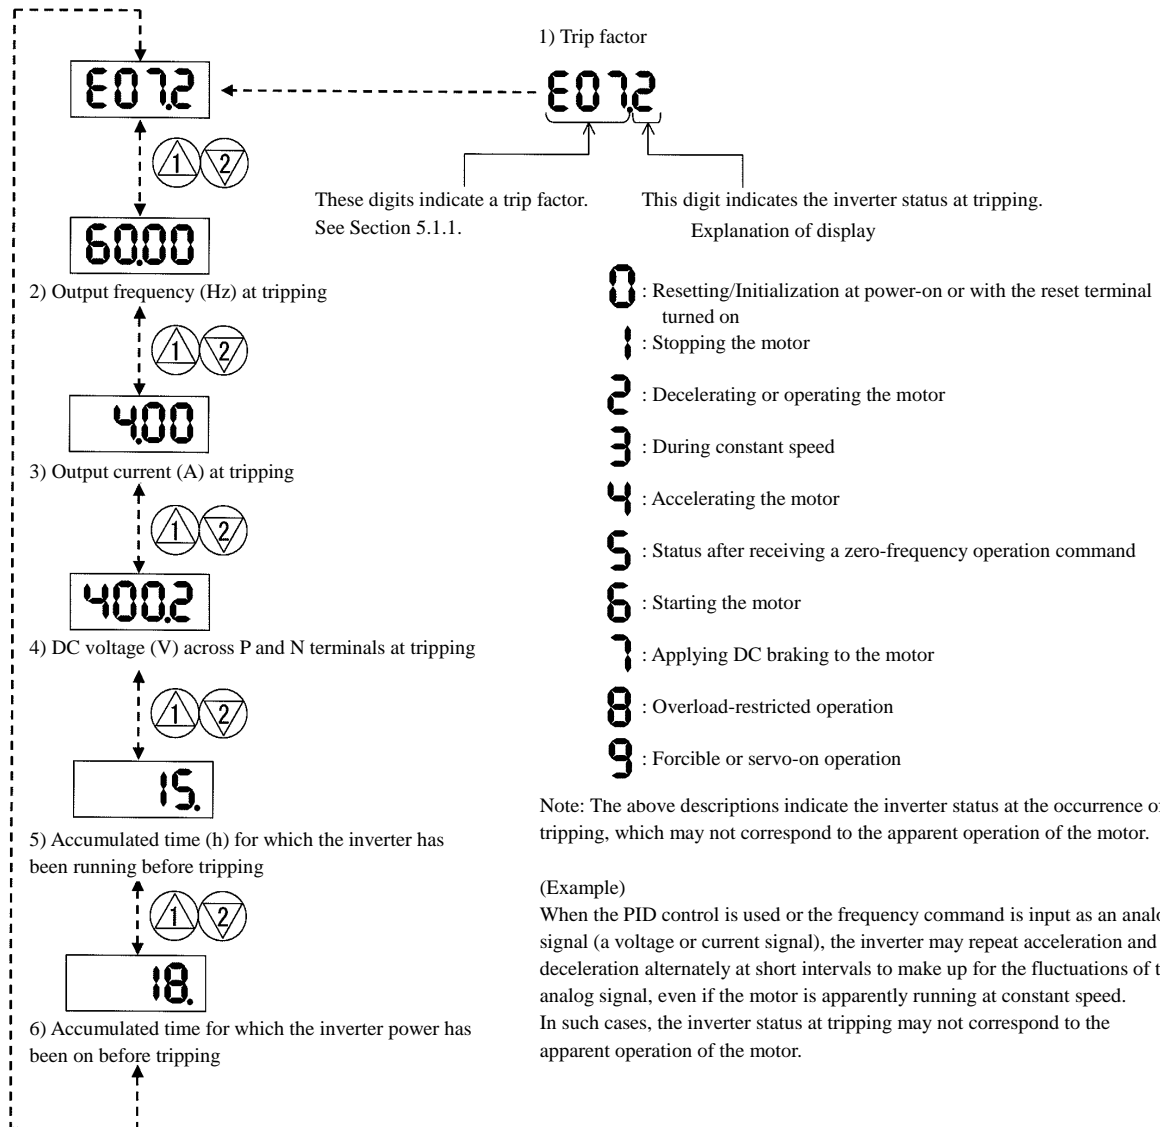 1) Trip factor
E07.2
E07.2
1 2
These digits indicate a trip factor.
See Section 5.1.1.
This digit indicates the inverter status at tripping.
Explanation of display
60.00
2) Output frequency (Hz) at tripping
1 2
4.00
3) Output current (A) at tripping
1 2
400.2
4) DC voltage (V) across P and N terminals at tripping
1 2
15.
5) Accumulated time (h) for which the inverter has
been running before tripping
1 2
18.
6) Accumulated time for which the inverter power has
been on before tripping
0 : Resetting/Initialization at power-on or with the reset terminal
turned on
1 : Stopping the motor
2 : Decelerating or operating the motor
3 : During constant speed
4 : Accelerating the motor
5 : Status after receiving a zero-frequency operation command
6 : Starting the motor
7 : Applying DC braking to the motor
8 : Overload-restricted operation
9 : Forcible or servo-on operation
Note: The above descriptions indicate the inverter status at the occurrence
tripping, which may not correspond to the apparent operation of the motor.
(Example)
When the PID control is used or the frequency command is input as an
signal (a voltage or current signal), the inverter may repeat acceleration and
deceleration alternately at short intervals to make up for the fluctuations of
analog signal, even if the motor is apparently running at constant speed.
In such cases, the inverter status at tripping may not correspond to the
apparent operation of the motor.